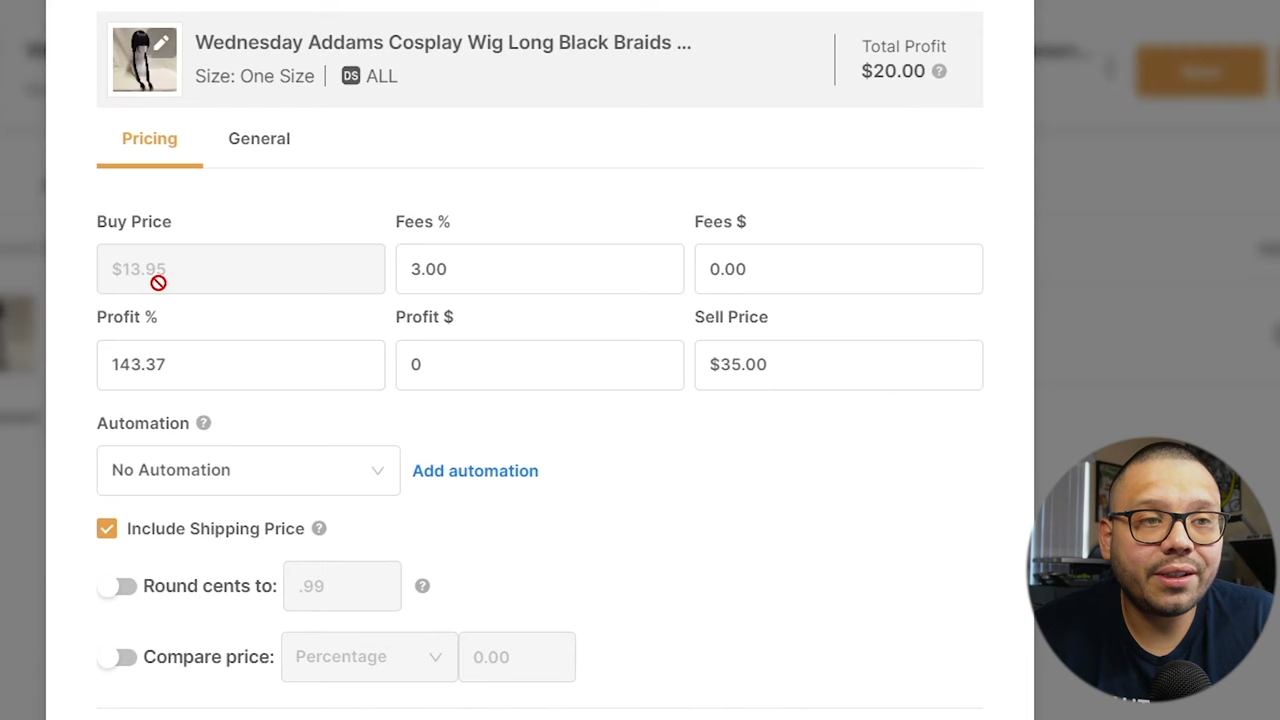 Wednesday Addams Cosplay Wig Long Black Braids ...
Size: One Size
DS ALL
Total Profit
$20.00
Pricing
General
Buy Price
Fees %
Fees $
$13.95
3.00
0.00
Profit %
Profit $
Sell Price
143.37
0
$35.00
Automation
No Automation
Add automation
Include Shipping Price
Round cents to:
.99
Compare price:
Percentage
0.00